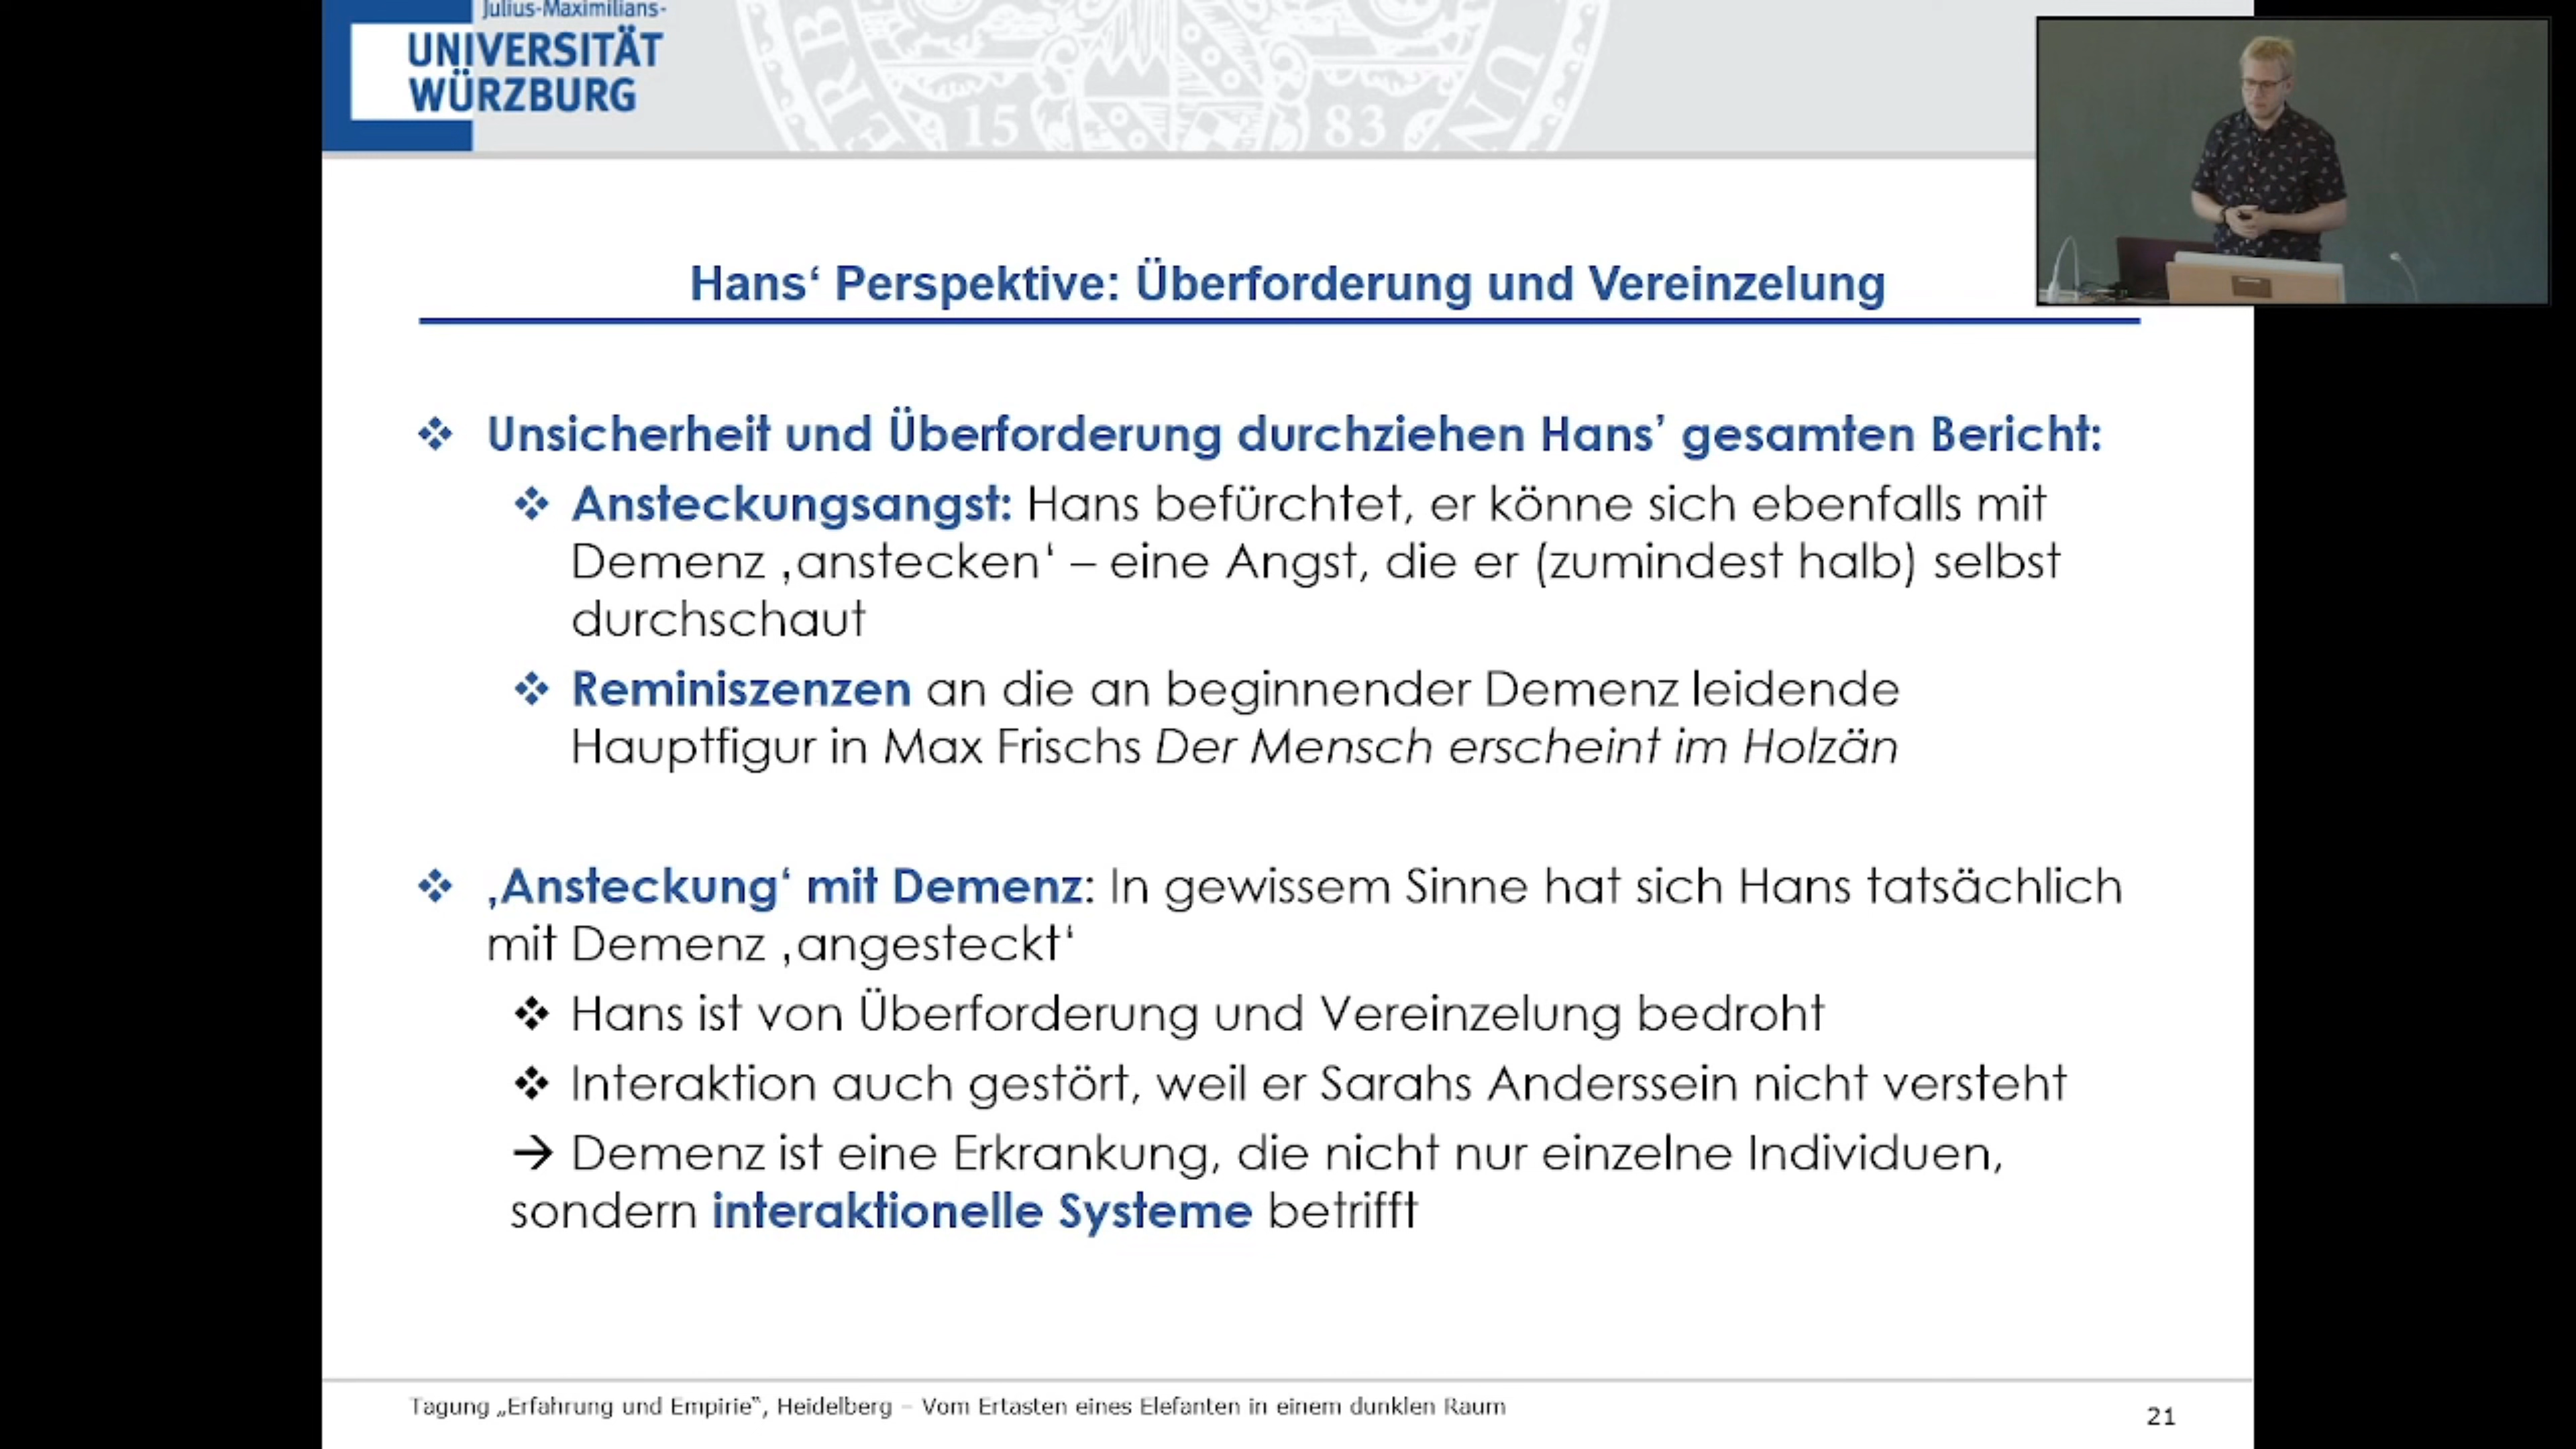 Julius-Maximilians-
UNIVERSITÄT
WÜRZBURG
15 83
Hans‘ Perspektive: Überforderung und Vereinzelung
❖ Unsicherheit und Überforderung durchziehen Hans’ gesamten Bericht:
❖ Ansteckungsangst: Hans befürchtet, er könne sich ebenfalls mit
Demenz ‚anstecken‘ – eine Angst, die er (zumindest halb) selbst
durchschaut
❖ Reminiszenzen an die an beginnender Demenz leidende
Hauptfigur in Max Frischs Der Mensch erscheint im Holzän
❖ ‚Ansteckung‘ mit Demenz: In gewissem Sinne hat sich Hans tatsächlich
mit Demenz ‚angesteckt‘
❖ Hans ist von Überforderung und Vereinzelung bedroht
❖ Interaktion auch gestört, weil er Sarahs Anderssein nicht versteht
→ Demenz ist eine Erkrankung, die nicht nur einzelne Individuen,
sondern interaktionelle Systeme betrifft
Tagung „Erfahrung und Empirie“, Heidelberg – Vom Ertasten eines Elefanten in einem dunklen Raum
21